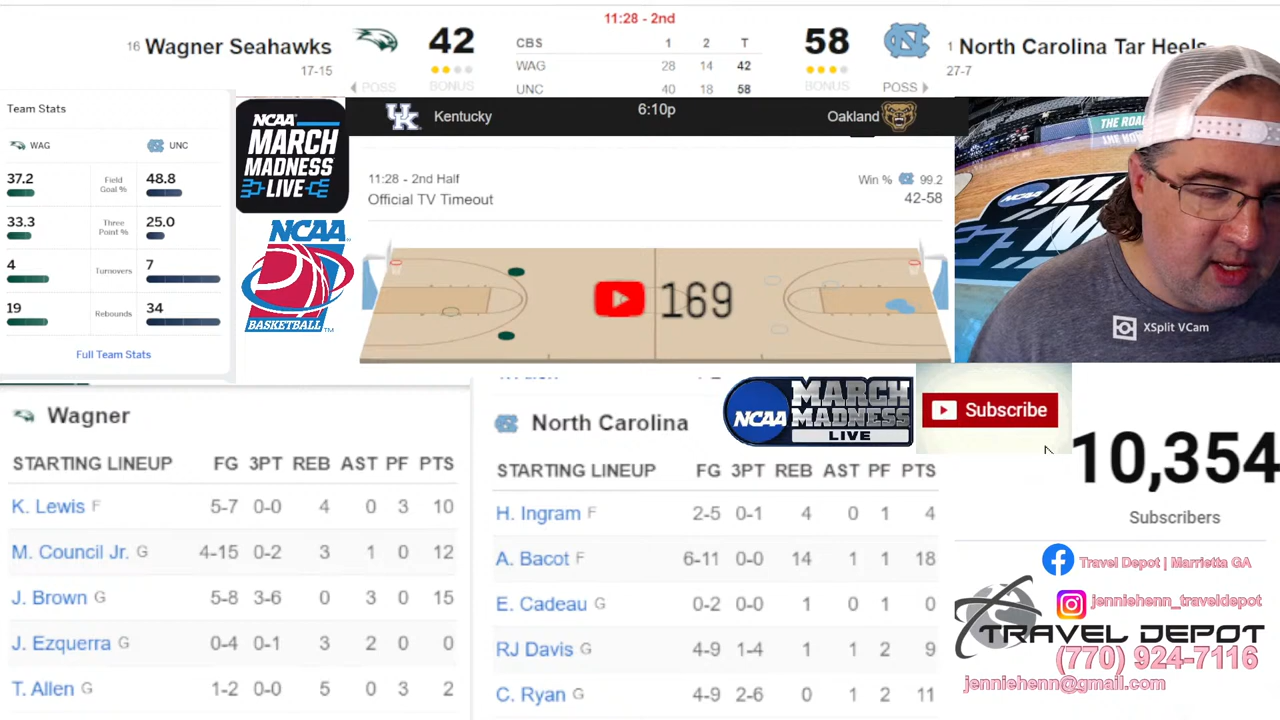 11:28 - 2nd
16 Wagner Seahawks
17-15
42
BONUS
POSS
CBS 1 2 T
WAG 28 14 42
UNC 40 18 58
58
BONUS
1 North Carolina Tar Heels
27-7
POSS
Team Stats
WAG UNC
37.2 Field Goal % 48.8
33.3 Three Point % 25.0
4 Turnovers 7
19 Rebounds 34
Full Team Stats
NCAA
MARCH
MADNESS
LIVE
NCAA
BASKETBALL™
UK Kentucky
6:10p
Oakland
11:28 - 2nd Half
Official TV Timeout
Win % 99.2
42-58
169
THE ROAD
NCAA
XSplit VCam
Wagner
STARTING LINEUP FG 3PT REB AST PF PTS
K. Lewis F 5-7 0-0 4 0 3 10
M. Council Jr. G 4-15 0-2 3 1 0 12
J. Brown G 5-8 3-6 0 3 0 15
J. Ezquerra G 0-4 0-1 3 2 0 0
T. Allen G 1-2 0-0 5 0 3 2
North Carolina
STARTING LINEUP FG 3PT REB AST PF PTS
H. Ingram F 2-5 0-1 4 0 1 4
A. Bacot F 6-11 0-0 14 1 1 18
E. Cadeau G 0-2 0-0 1 0 1 0
RJ Davis G 4-9 1-4 1 1 2 9
C. Ryan G 4-9 2-6 0 1 2 11
NCAA
MARCH
MADNESS
LIVE
Subscribe
10,354
Subscribers
Travel Depot | Marrietta GA
jenniehenn_traveldepot
TRAVEL DEPOT
(770) 924-7116
jenniehenn@gmail.com